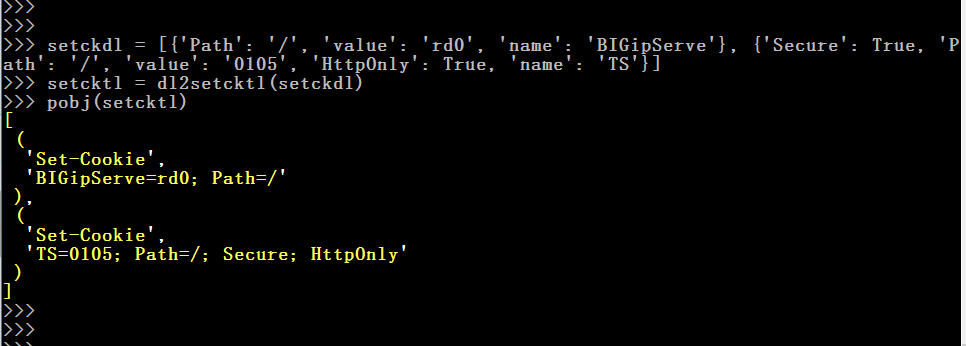 >>>
>>>
>>> setckdl = [{'Path': '/', 'value': 'rd0', 'name': 'BIGipServe'}, {'Secure': True, 'P
ath': '/', 'value': '0105', 'HttpOnly': True, 'name': 'TS'}]
>>> setcktl = dl2setcktl(setckdl)
>>> pobj(setcktl)
[
 (
  'Set-Cookie',
  'BIGipServe=rd0; Path=/'
 ),
 (
  'Set-Cookie',
  'TS=0105; Path=/; Secure; HttpOnly'
 )
]
>>>
>>>
>>>